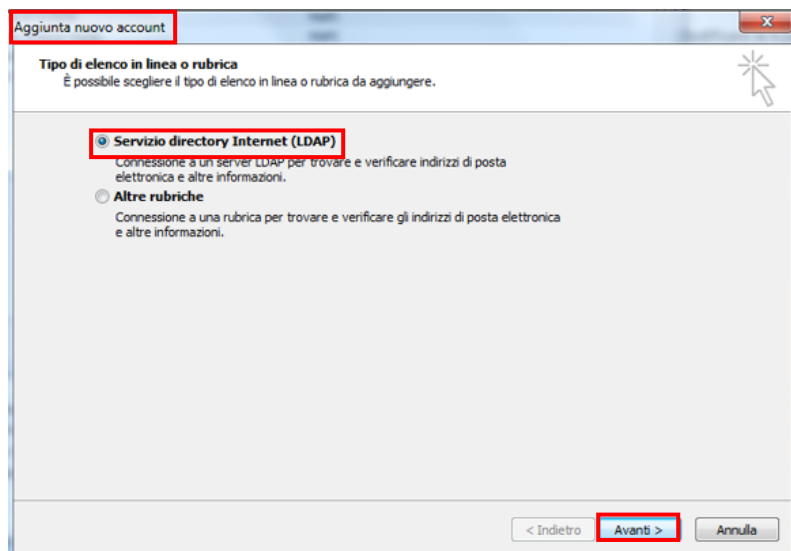 Aggiunta nuovo account
Tipo di elenco in linea o rubrica
È possibile scegliere il tipo di elenco in linea o rubrica da aggiungere.
Servizio directory Internet (LDAP)
Connessione a un server LDAP per trovare e verificare indirizzi di posta
elettronica e altre informazioni.
Altre rubriche
Connessione a una rubrica per trovare e verificare gli indirizzi di posta elettronica
e altre informazioni.
< Indietro Avanti > Annulla